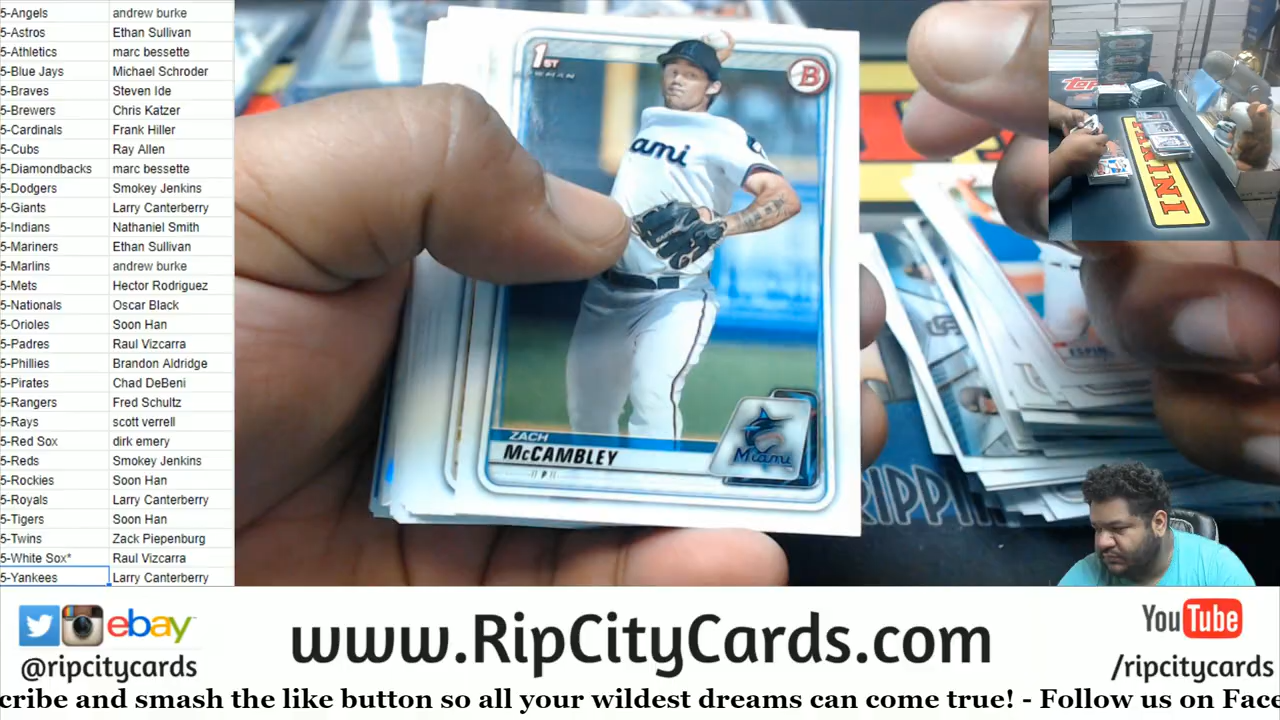 5-Angels andrew burke
5-Astros Ethan Sullivan
5-Athletics marc bessette
5-Blue Jays Michael Schroder
5-Braves Steven Ide
5-Brewers Chris Katzer
5-Cardinals Frank Hiller
5-Cubs Ray Allen
5-Diamondbacks marc bessette
5-Dodgers Smokey Jenkins
5-Giants Larry Canterberry
5-Indians Nathaniel Smith
5-Mariners Ethan Sullivan
5-Marlins andrew burke
5-Mets Hector Rodriguez
5-Nationals Oscar Black
5-Orioles Soon Han
5-Padres Raul Vizcarra
5-Phillies Brandon Aldridge
5-Pirates Chad DeBeni
5-Rangers Fred Schultz
5-Rays scott verrell
5-Red Sox dirk emery
5-Reds Smokey Jenkins
5-Rockies Soon Han
5-Royals Larry Canterberry
5-Tigers Soon Han
5-Twins Zack Piepenburg
5-White Sox* Raul Vizcarra
5-Yankees Larry Canterberry
1ST
BOWMAN
B
ami
ZACH
McCAMBLEY
P
Miami
ESPIN
RIPPIN
Topps
PANINI
ebay
@ripcitycards
www.RipCityCards.com
YouTube
/ripcitycards
cribe and smash the like button so all your wildest dreams can come true! - Follow us on Face